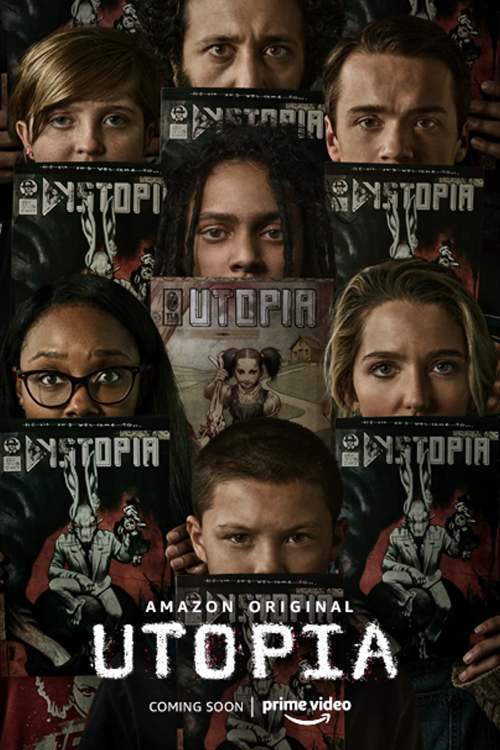 DYSTOPIA
DYSTOPIA
DYSTOPIA
UTOPIA
DYSTOPIA
DYSTOPIA
AMAZON ORIGINAL
UTOPIA
COMING SOON | prime video